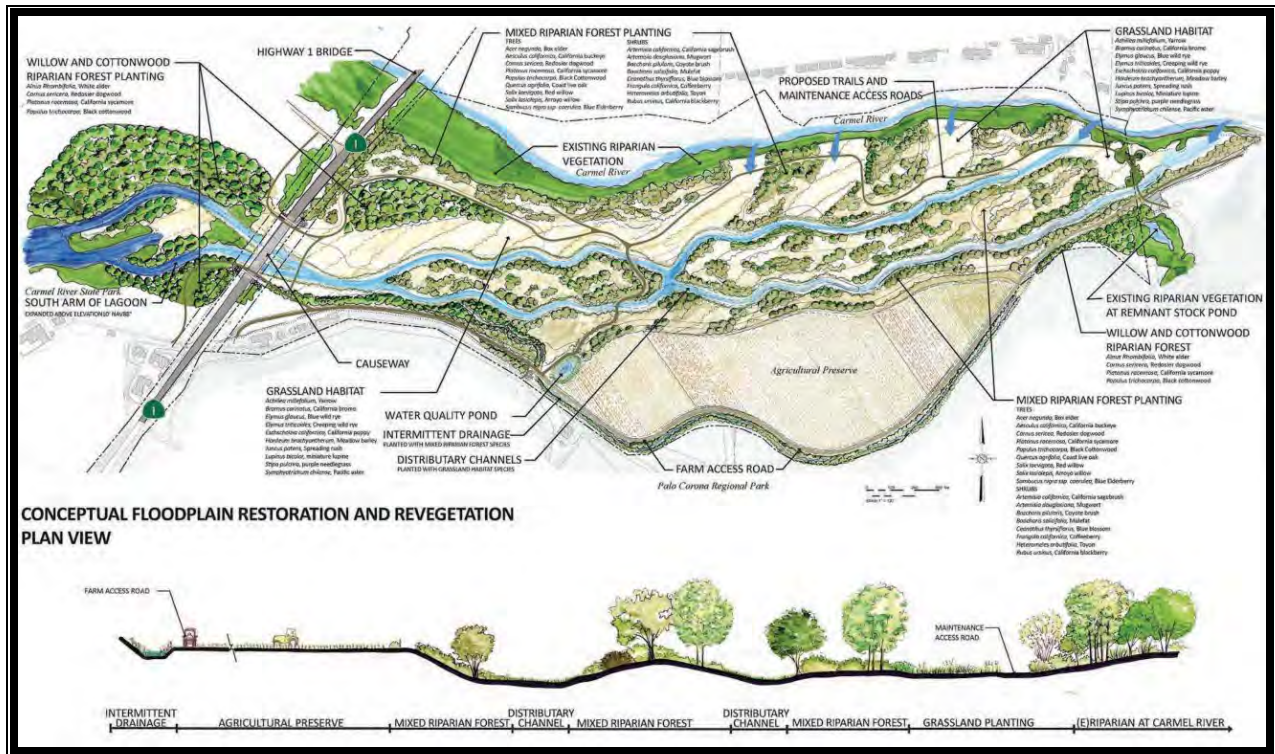 HIGHWAY 1 BRIDGE
WILLOW AND COTTONWOOD
RIPARIAN FOREST PLANTING
Alnus Rhombifolia, White alder
Cornus sericea, Redosier dogwood
Platanus racemosa, California sycamore
Populus trichocarpa, Black cottonwood
MIXED RIPARIAN FOREST PLANTING
TREES
Acer negundo, Box elder
Aesculus californica, California buckeye
Cornus sericea, Redosier dogwood
Platanus racemosa, California sycamore
Populus trichocarpa, Black Cottonwood
Quercus agrifolia, Coast live oak
Salix laevigata, Red willow
Salix lasiolepis, Arroyo willow
Sambucus nigra ssp. caerulea, Blue Elderberry
SHRUBS
Artemisia californica, California sagebrush
Artemisia douglasiana, Mugwort
Baccharis pilularis, Coyote brush
Baccharis salicifolia, Mulefat
Ceanothus thyrsiflorus, Blue blossom
Frangula californica, Coffeeberry
Heteromeles arbutifolia, Toyon
Rubus ursinus, California blackberry
PROPOSED TRAILS AND
MAINTENANCE ACCESS ROADS
GRASSLAND HABITAT
Achillea millefolium, Yarrow
Bromus carinatus, California brome
Elymus glaucus, Blue wild rye
Elymus triticoides, Creeping wild rye
Eschscholzia californica, California poppy
Hordeum brachyantherum, Meadow barley
Juncus patens, Spreading rush
Lupinus bicolor, Miniature lupine
Stipa pulchra, purple needlegrass
Symphyotrichum chilense, Pacific aster
Carmel River
EXISTING RIPARIAN
VEGETATION
Carmel River
1
1
Carmel River State Park
SOUTH ARM OF LAGOON
EXPANDED ABOVE ELEVATION10' NAV88"
CAUSEWAY
GRASSLAND HABITAT
Achillea millefolium, Yarrow
Bromus carinatus, California brome
Elymus glaucus, Blue wild rye
Elymus triticoides, Creeping wild rye
Eschscholzia californica, California poppy
Hordeum brachyantherum, Meadow barley
Juncus patens, Spreading rush
Lupinus bicolor, miniature lupine
Stipa pulchra, purple needlegrass
Symphyotrichum chilense, Pacific aster
WATER QUALITY POND
INTERMITTENT DRAINAGE
PLANTED WITH MIXED RIPARIAN FOREST SPECIES
DISTRIBUTARY CHANNELS
PLANTED WITH GRASSLAND HABITAT SPECIES
Agricultural Preserve
FARM ACCESS ROAD
Palo Corona Regional Park
EXISTING RIPARIAN VEGETATION
AT REMNANT STOCK POND
WILLOW AND COTTONWOOD
RIPARIAN FOREST
Alnus Rhombifolia, White alder
Cornus sericea, Redosier dogwood
Platanus racemosa, California sycamore
Populus trichocarpa, Black cottonwood
MIXED RIPARIAN FOREST PLANTING
TREES
Acer negundo, Box elder
Aesculus californica, California buckeye
Cornus sericea, Redosier dogwood
Platanus racemosa, California sycamore
Populus trichocarpa, Black Cottonwood
Quercus agrifolia, Coast live oak
Salix laevigata, Red willow
Salix lasiolepis, Arroyo willow
Sambucus nigra ssp. caerulea, Blue Elderberry
SHRUBS
Artemisia californica, California sagebrush
Artemisia douglasiana, Mugwort
Baccharis pilularis, Coyote brush
Baccharis salicifolia, Mulefat
Ceanothus thyrsiflorus, Blue blossom
Frangula californica, Coffeeberry
Heteromeles arbutifolia, Toyon
Rubus ursinus, California blackberry
CONCEPTUAL FLOODPLAIN RESTORATION AND REVEGETATION
PLAN VIEW
FARM ACCESS ROAD
MAINTENANCE
ACCESS ROAD
INTERMITTENT
DRAINAGE
AGRICULTURAL PRESERVE
MIXED RIPARIAN FOREST
DISTRIBUTARY
CHANNEL
MIXED RIPARIAN FOREST
DISTRIBUTARY
CHANNEL
MIXED RIPARIAN FOREST
GRASSLAND PLANTING
(E)RIPARIAN AT CARMEL RIVER